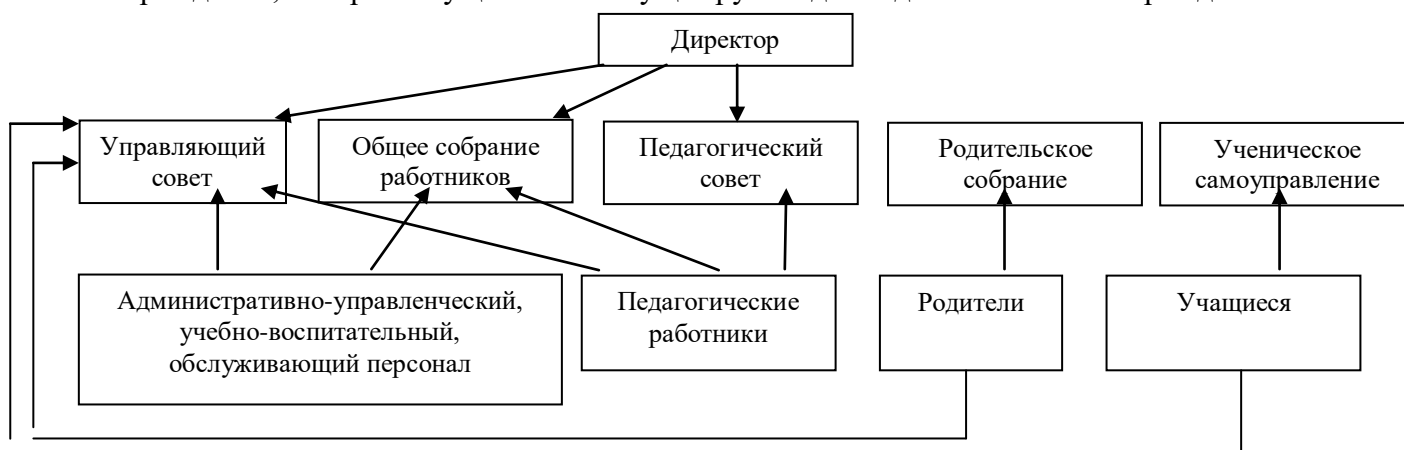 Директор
Управляющий
совет
Общее собрание
работников
Педагогический
совет
Родительское
собрание
Ученическое
самоуправление
Административно-управленческий,
учебно-воспитательный,
обслуживающий персонал
Педагогические
работники
Родители
Учащиеся